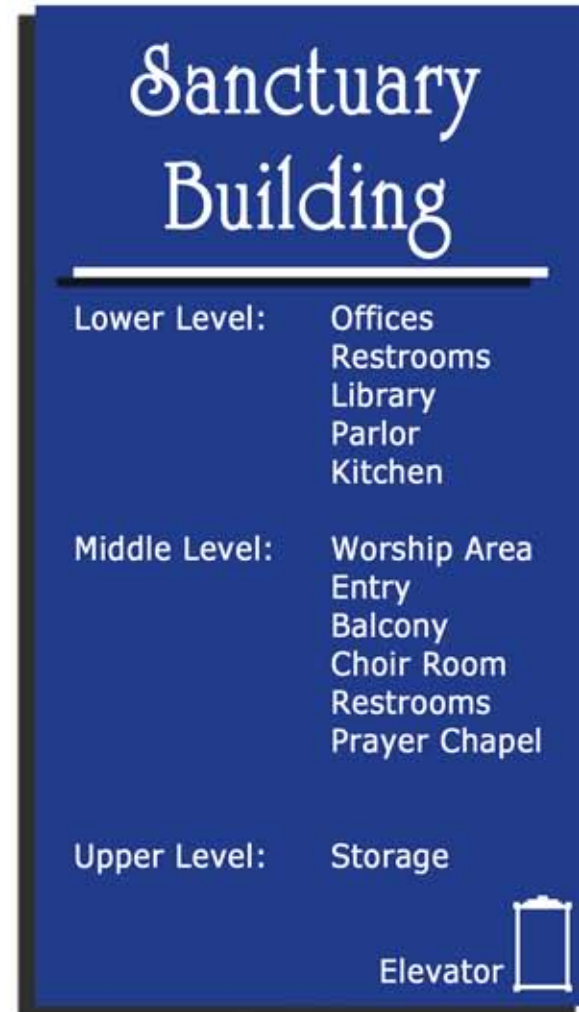 Sanctuary
Building
Lower Level: Offices
Restrooms
Library
Parlor
Kitchen
Middle Level: Worship Area
Entry
Balcony
Choir Room
Restrooms
Prayer Chapel
Upper Level: Storage
Elevator